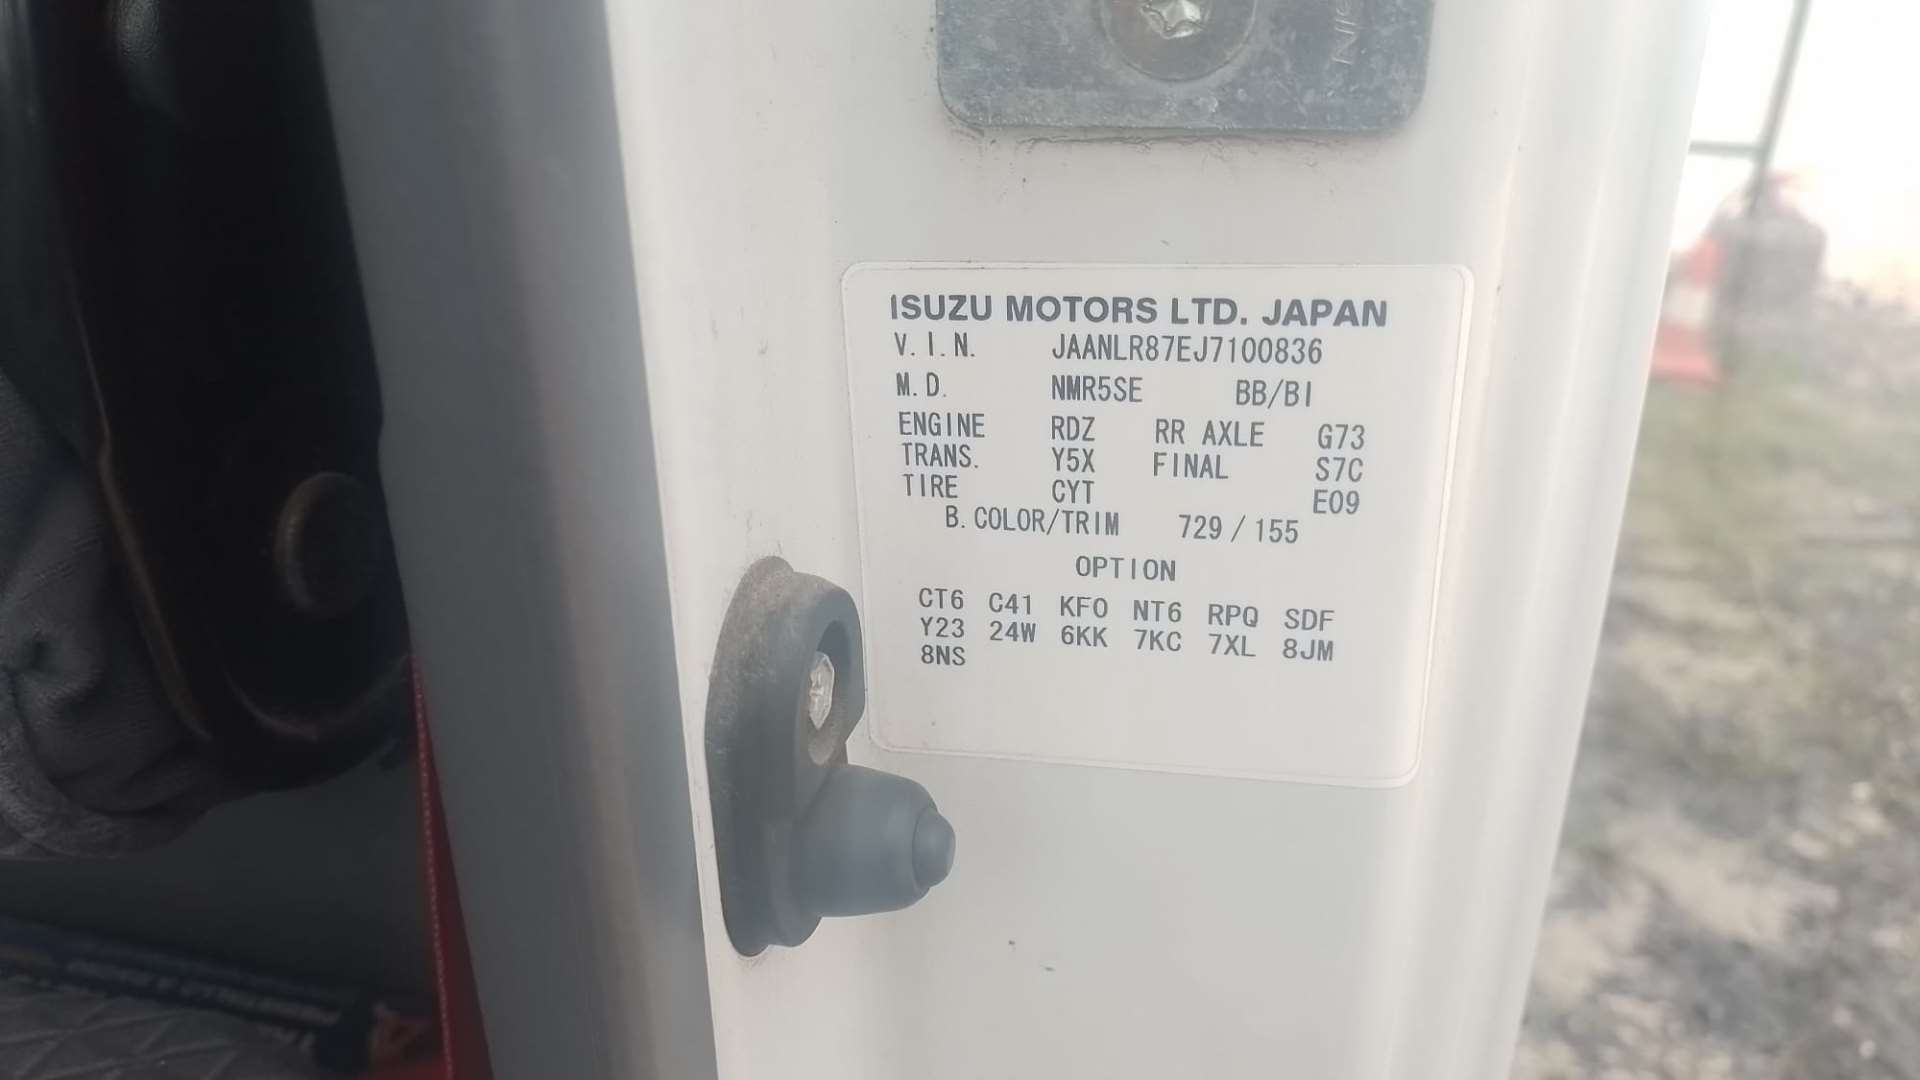 ISUZU MOTORS LTD. JAPAN
V.I.N. JAANLR87EJ7100836
M.D. NMR5SE BB/BI
ENGINE RDZ RR AXLE G73
TRANS. Y5X FINAL S7C
TIRE CYT E09
B.COLOR/TRIM 729 / 155
OPTION
CT6 C41 KFO NT6 RPQ SDF
Y23 24W 6KK 7KC 7XL 8JM
8NS